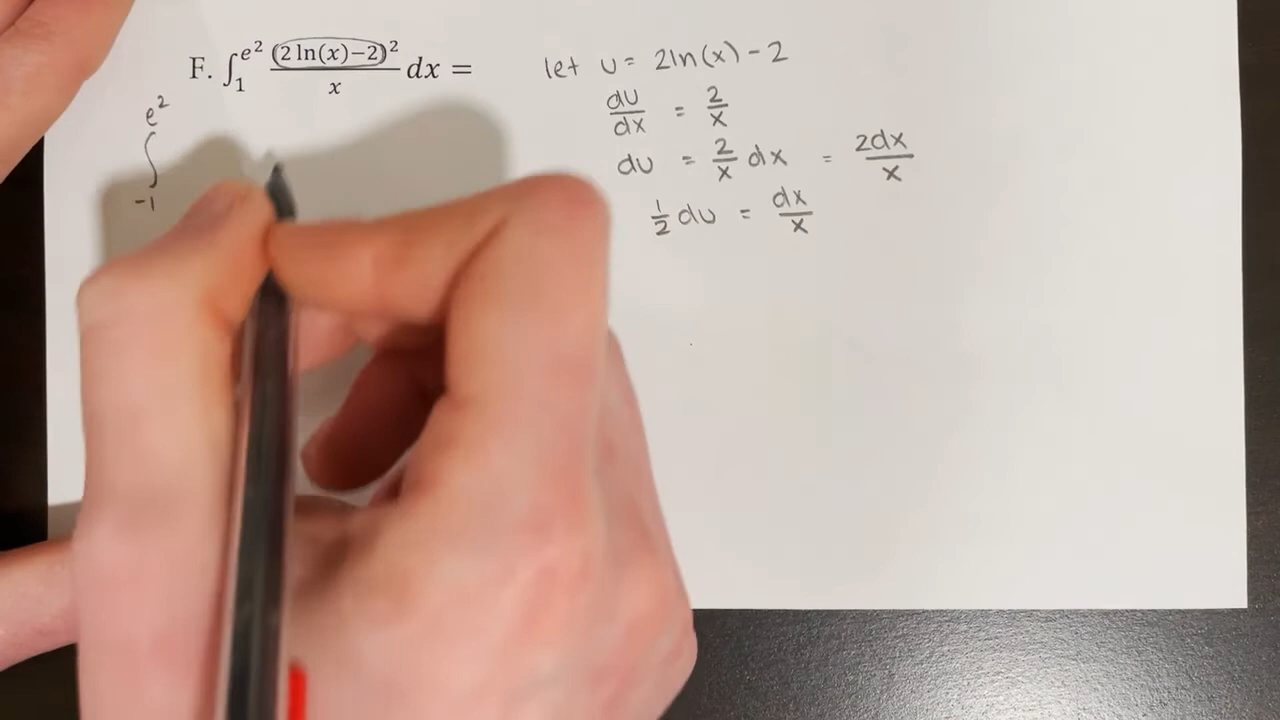 F. ∫₁^{e²} (2 ln(x)−2)² / x dx =
∫₋₁^{e²}
let u = 2ln(x) - 2
du/dx = 2/x
du = 2/x dx = 2dx/x
1/2 du = dx/x